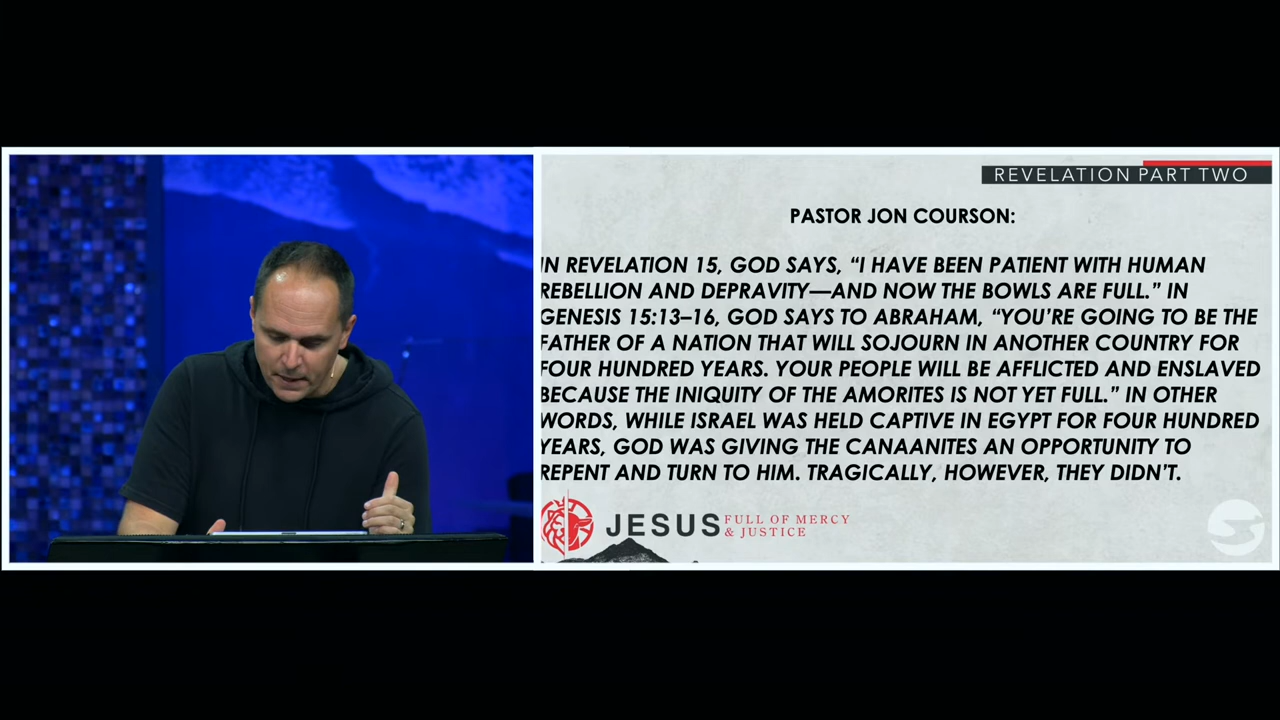 REVELATION PART TWO
PASTOR JON COURSON:
IN REVELATION 15, GOD SAYS, “I HAVE BEEN PATIENT WITH HUMAN
REBELLION AND DEPRAVITY—AND NOW THE BOWLS ARE FULL.” IN
GENESIS 15:13–16, GOD SAYS TO ABRAHAM, “YOU’RE GOING TO BE THE
FATHER OF A NATION THAT WILL SOJOURN IN ANOTHER COUNTRY FOR
FOUR HUNDRED YEARS. YOUR PEOPLE WILL BE AFFLICTED AND ENSLAVED
BECAUSE THE INIQUITY OF THE AMORITES IS NOT YET FULL.” IN OTHER
WORDS, WHILE ISRAEL WAS HELD CAPTIVE IN EGYPT FOR FOUR HUNDRED
YEARS, GOD WAS GIVING THE CANAANITES AN OPPORTUNITY TO
REPENT AND TURN TO HIM. TRAGICALLY, HOWEVER, THEY DIDN’T.
JESUS FULL OF MERCY
& JUSTICE